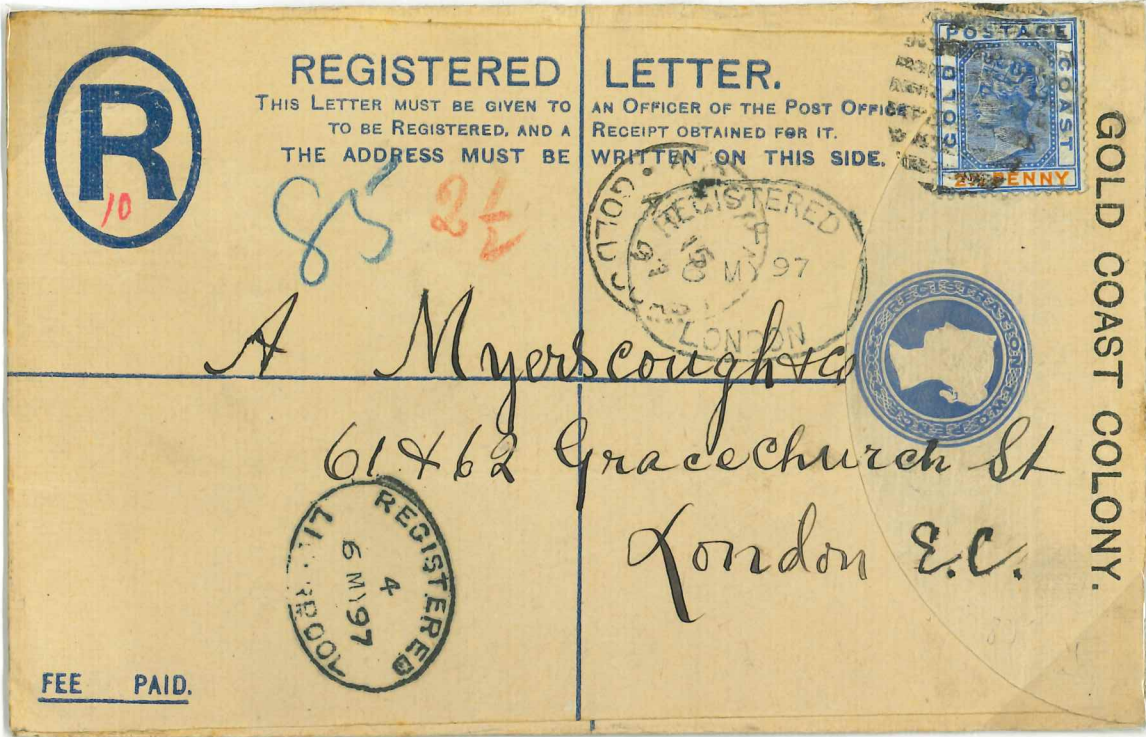 R
10
REGISTERED LETTER.
THIS LETTER MUST BE GIVEN TO AN OFFICER OF THE POST OFFICE
TO BE REGISTERED, AND A RECEIPT OBTAINED FOR IT.
THE ADDRESS MUST BE WRITTEN ON THIS SIDE.
POSTAGE
GOLD
COAST
PENNY
GOLD COAST COLONY.
85
2½
GOLD COAST
REGISTERED
MY 97
LONDON
A Myerscough & Co
61 & 62 Gracechurch St
London E.C.
REGISTERED
4
6 MY 97
FEE PAID.